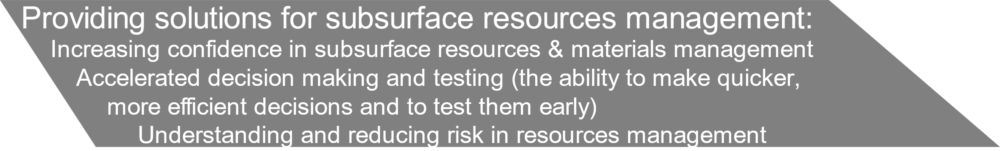 Providing solutions for subsurface resources management:
Increasing confidence in subsurface resources & materials management
Accelerated decision making and testing (the ability to make quicker,
more efficient decisions and to test them early)
Understanding and reducing risk in resources management